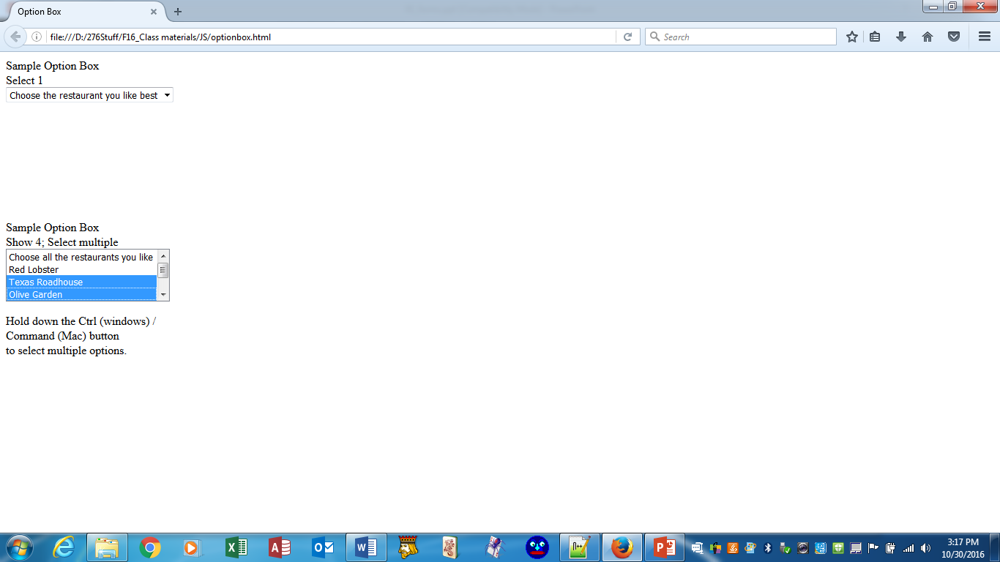 Option Box
file:///D:/276Stuff/F16_Class materials/JS/optionbox.html
Search
Sample Option Box
Select 1
Choose the restaurant you like best
Sample Option Box
Show 4; Select multiple
Choose all the restaurants you like
Red Lobster
Texas Roadhouse
Olive Garden
Hold down the Ctrl (windows) /
Command (Mac) button
to select multiple options.
3:17 PM
10/30/2016